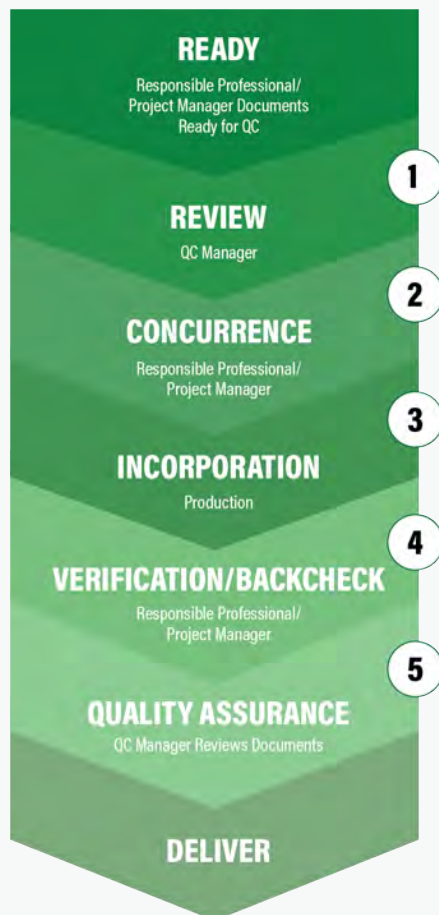 READY
Responsible Professional/
Project Manager Documents
Ready for QC
1
REVIEW
QC Manager
2
CONCURRENCE
Responsible Professional/
Project Manager
3
INCORPORATION
Production
4
VERIFICATION/BACKCHECK
Responsible Professional/
Project Manager
5
QUALITY ASSURANCE
QC Manager Reviews Documents
DELIVER